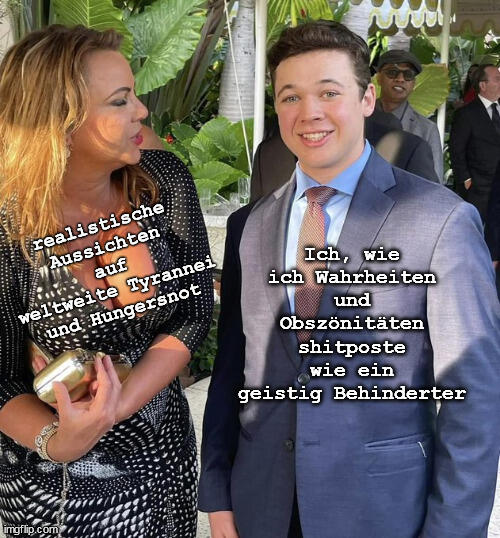 realistische
Aussichten
auf
weltweite Tyrannei
und Hungersnot
Ich, wie
ich Wahrheiten
und
Obszönitäten
shitposte
wie ein
geistig Behinderter
imgflip.com